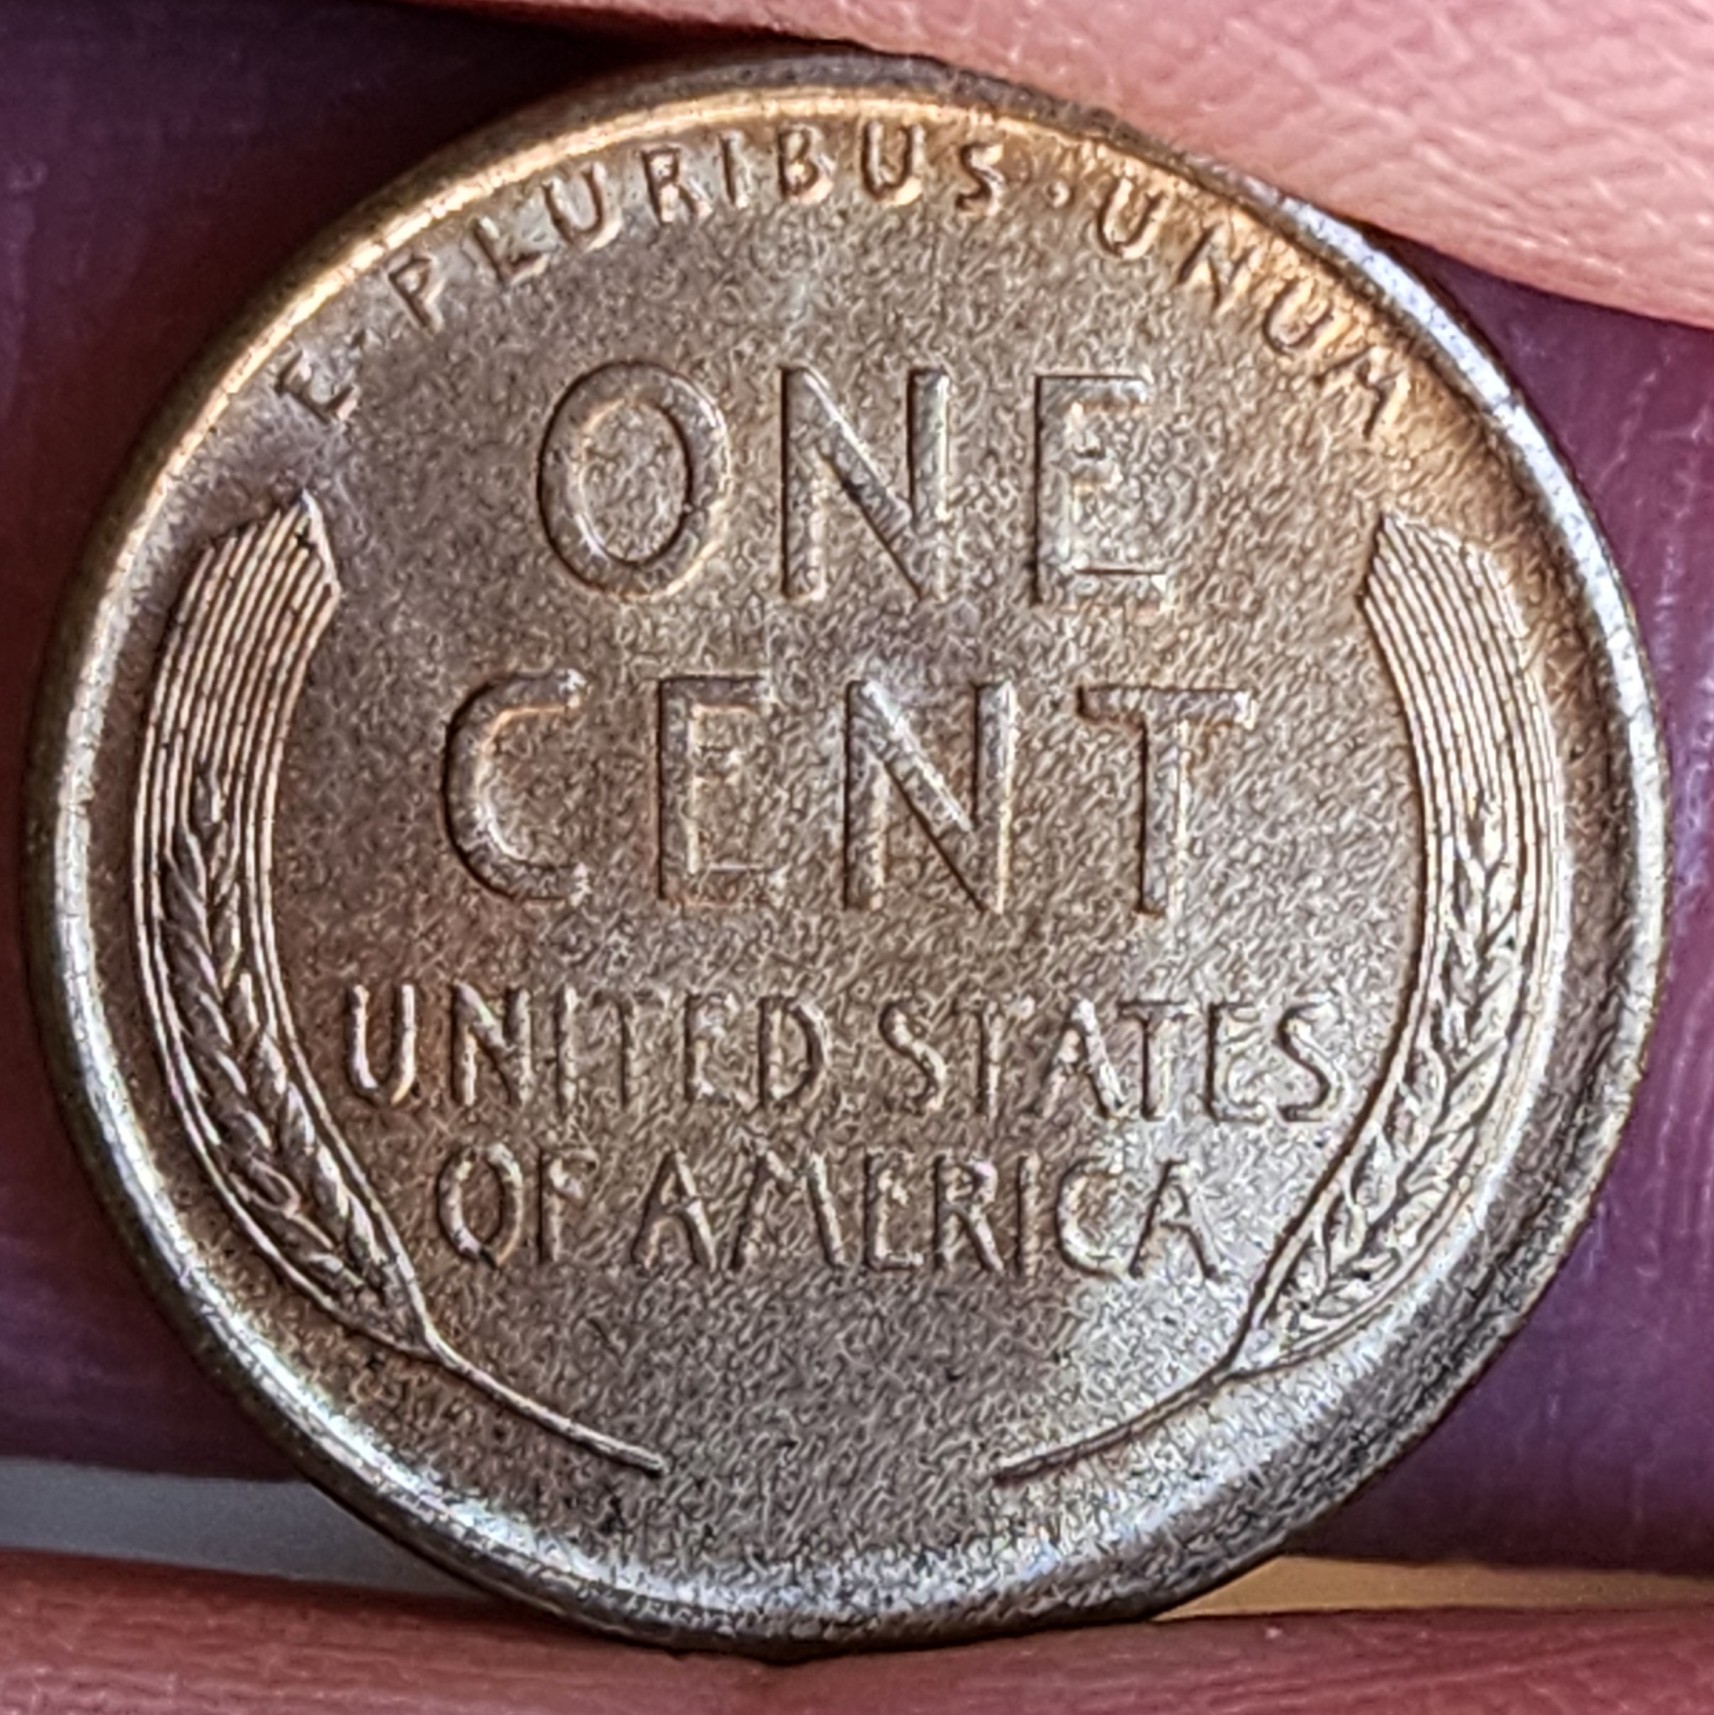 E·PLURIBUS·UNUM
ONE
CENT
UNITED STATES
OF AMERICA